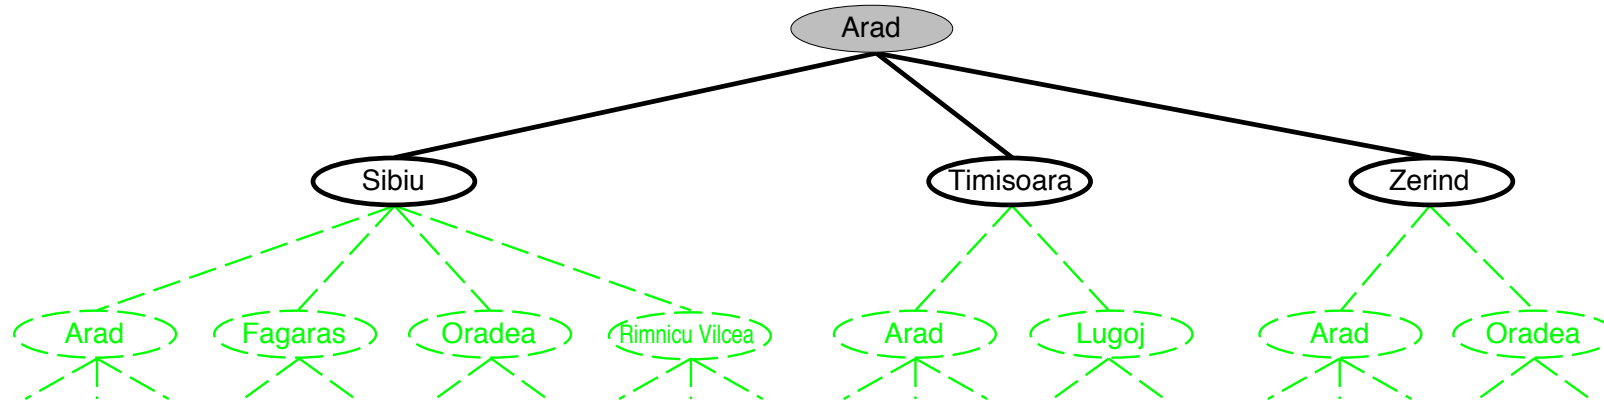 Arad
Sibiu
Timisoara
Zerind
Arad
Fagaras
Oradea
Rimnicu Vilcea
Arad
Lugoj
Arad
Oradea